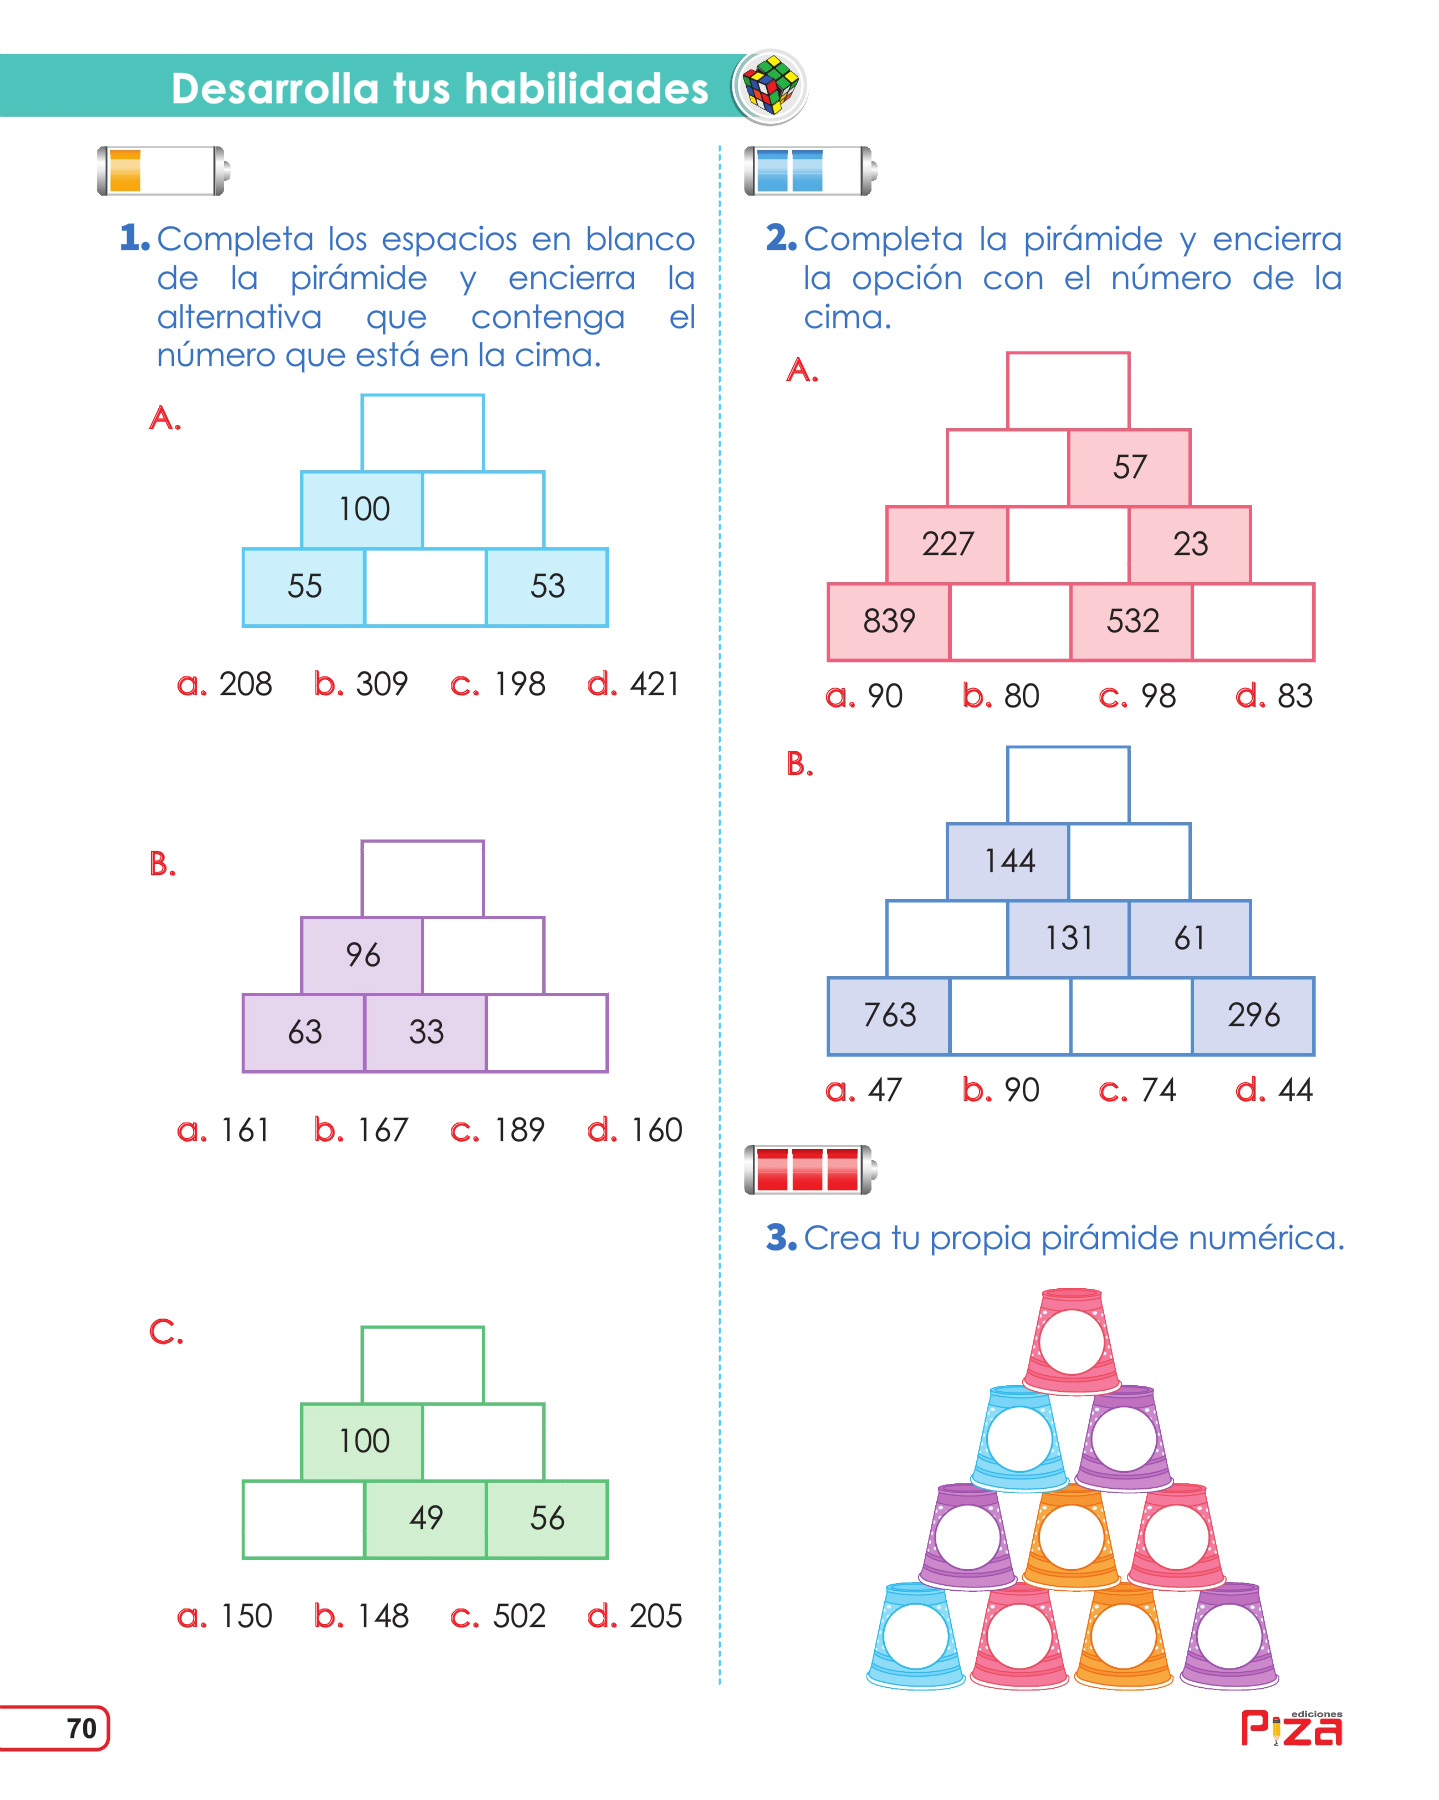 Desarrolla tus habilidades
1. Completa los espacios en blanco
de la pirámide y encierra la
alternativa que contenga el
número que está en la cima.
A.
100
55 53
a. 208 b. 309 c. 198 d. 421
B.
96
63 33
a. 161 b. 167 c. 189 d. 160
C.
100
49 56
a. 150 b. 148 c. 502 d. 205
2. Completa la pirámide y encierra
la opción con el número de la
cima.
A.
57
227 23
839 532
a. 90 b. 80 c. 98 d. 83
B.
144
131 61
763 296
a. 47 b. 90 c. 74 d. 44
3. Crea tu propia pirámide numérica.
70
ediciones
Piza